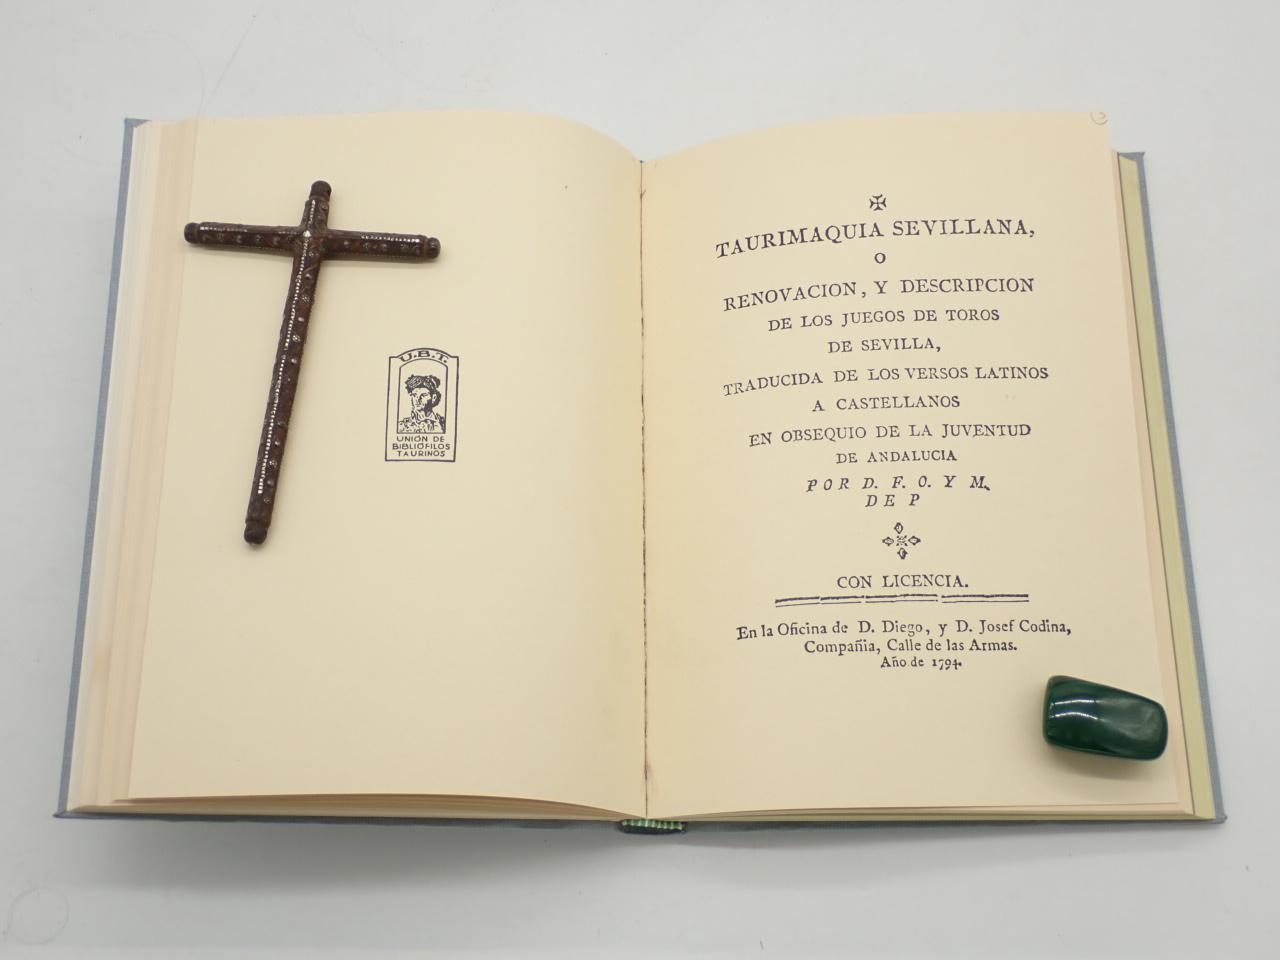 U.B.T.
UNIÓN DE
BIBLIÓFILOS
TAURINOS
TAURIMAQUIA SEVILLANA,
O
RENOVACION, Y DESCRIPCION
DE LOS JUEGOS DE TOROS
DE SEVILLA,
TRADUCIDA DE LOS VERSOS LATINOS
A CASTELLANOS
EN OBSEQUIO DE LA JUVENTUD
DE ANDALUCIA
POR D. F. O. Y M.
DE P
CON LICENCIA.
En la Oficina de D. Diego, y D. Josef Codina,
Compañia, Calle de las Armas.
Año de 1794.